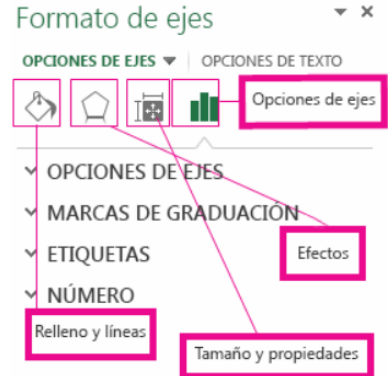 Formato de ejes
OPCIONES DE EJES
OPCIONES DE TEXTO
Opciones de ejes
OPCIONES DE EJES
MARCAS DE GRADUACIÓN
ETIQUETAS
Efectos
NÚMERO
Relleno y líneas
Tamaño y propiedades